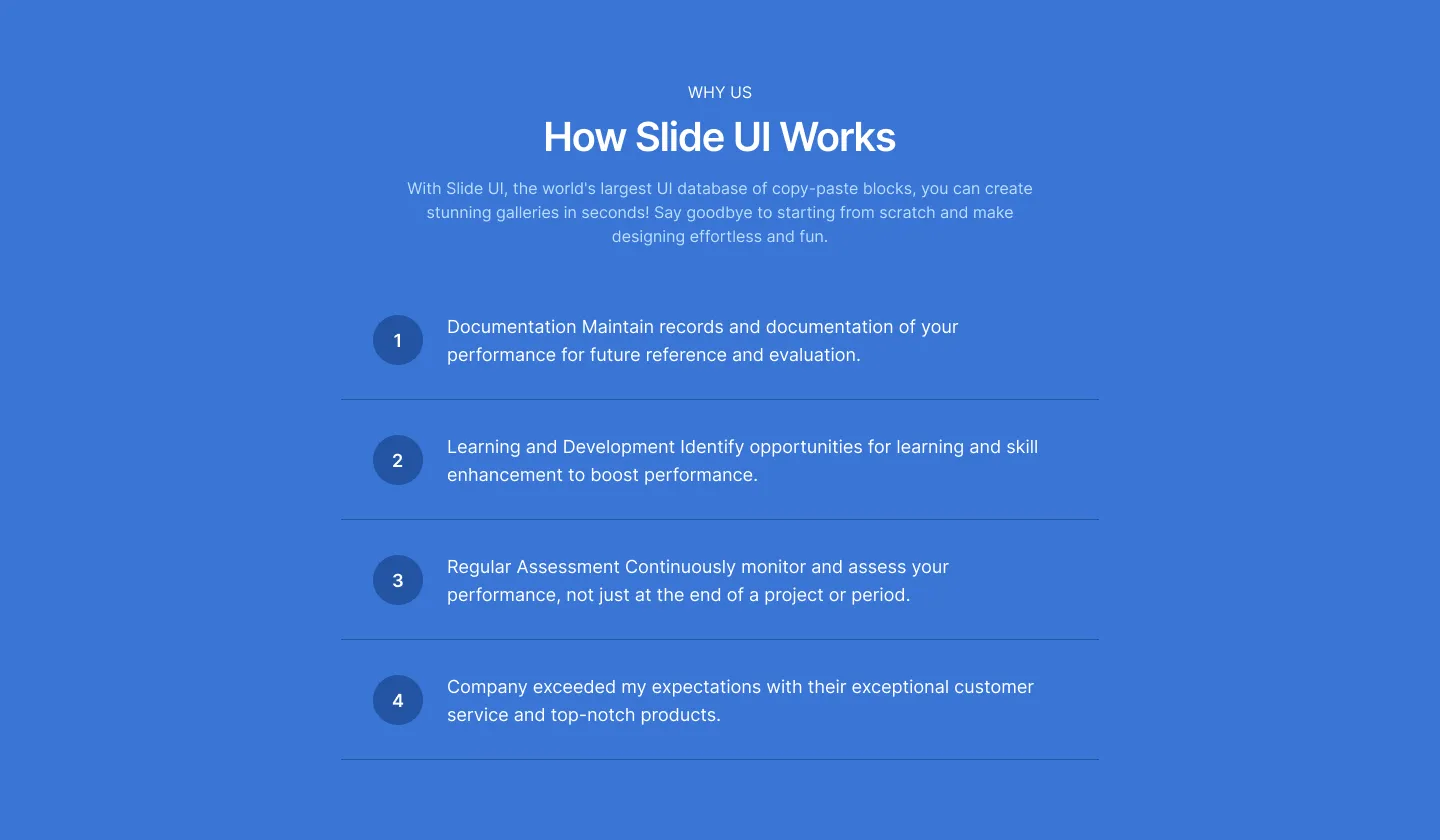 WHY US
How Slide UI Works
With Slide UI, the world's largest UI database of copy-paste blocks, you can create
stunning galleries in seconds! Say goodbye to starting from scratch and make
designing effortless and fun.
1
Documentation Maintain records and documentation of your
performance for future reference and evaluation.
2
Learning and Development Identify opportunities for learning and skill
enhancement to boost performance.
3
Regular Assessment Continuously monitor and assess your
performance, not just at the end of a project or period.
4
Company exceeded my expectations with their exceptional customer
service and top-notch products.